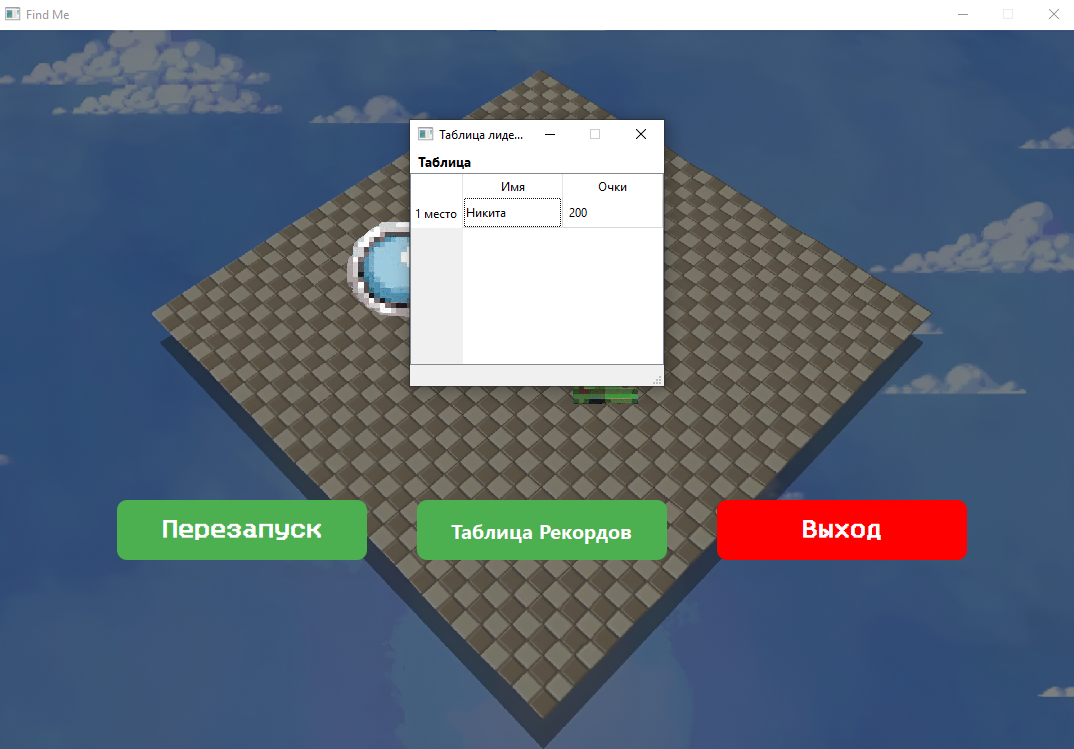 Find Me
Таблица лиде...
Таблица
Имя Очки
1 место Никита 200
Перезапуск Таблица Рекордов Выход